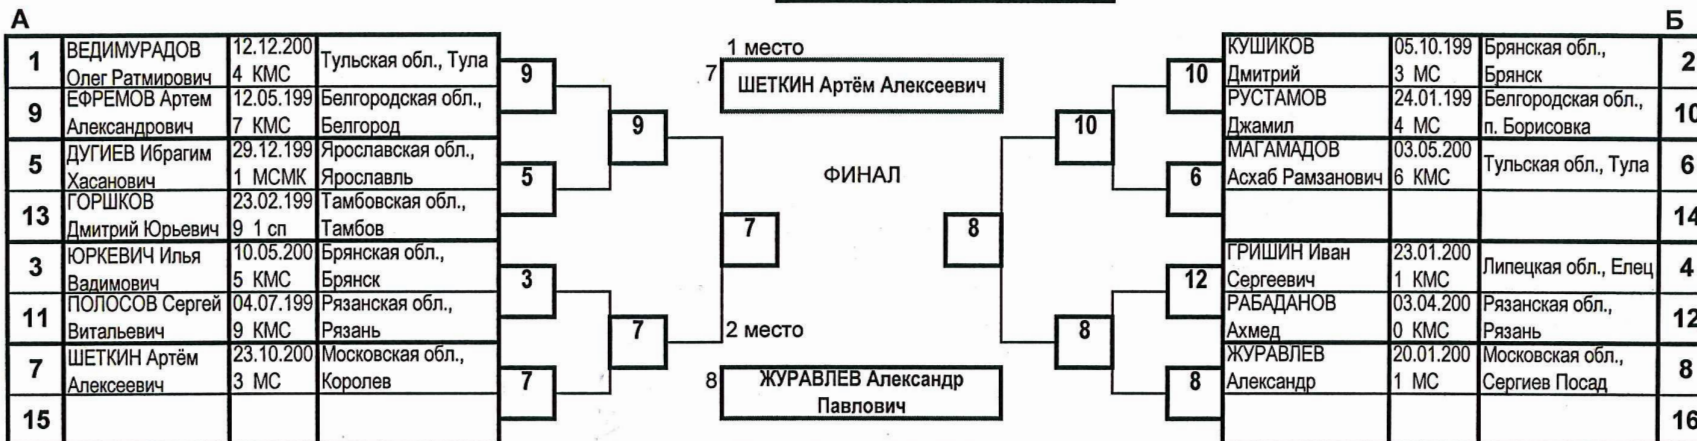 А
Б
1 ВЕДИМУРАДОВ 12.12.200 Тульская обл., Тула
Олег Ратмирович 4 КМС
9 ЕФРЕМОВ Артем 12.05.199 Белгородская обл.,
Александрович 7 КМС Белгород
5 ДУГИЕВ Ибрагим 29.12.199 Ярославская обл.,
Хасанович 1 МСМК Ярославль
13 ГОРШКОВ 23.02.199 Тамбовская обл.,
Дмитрий Юрьевич 9 1 сп Тамбов
3 ЮРКЕВИЧ Илья 10.05.200 Брянская обл.,
Вадимович 5 КМС Брянск
11 ПОЛОСОВ Сергей 04.07.199 Рязанская обл.,
Витальевич 9 КМС Рязань
7 ШЕТКИН Артём 23.10.200 Московская обл.,
Алексеевич 3 МС Королев
15
9
5
3
7
9
7
7
1 место
7 ШЕТКИН Артём Алексеевич
ФИНАЛ
2 место
8 ЖУРАВЛЕВ Александр
Павлович
8
10
8
10
6
12
8
КУШИКОВ 05.10.199 Брянская обл., 2
Дмитрий 3 МС Брянск
РУСТАМОВ 24.01.199 Белгородская обл., 10
Джамил 4 МС п. Борисовка
МАГАМАДОВ 03.05.200 Тульская обл., Тула 6
Асхаб Рамзанович 6 КМС
14
ГРИШИН Иван 23.01.200 Липецкая обл., Елец 4
Сергеевич 1 КМС
РАБАДАНОВ 03.04.200 Рязанская обл., 12
Ахмед 0 КМС Рязань
ЖУРАВЛЕВ 20.01.200 Московская обл., 8
Александр 1 МС Сергиев Посад
16